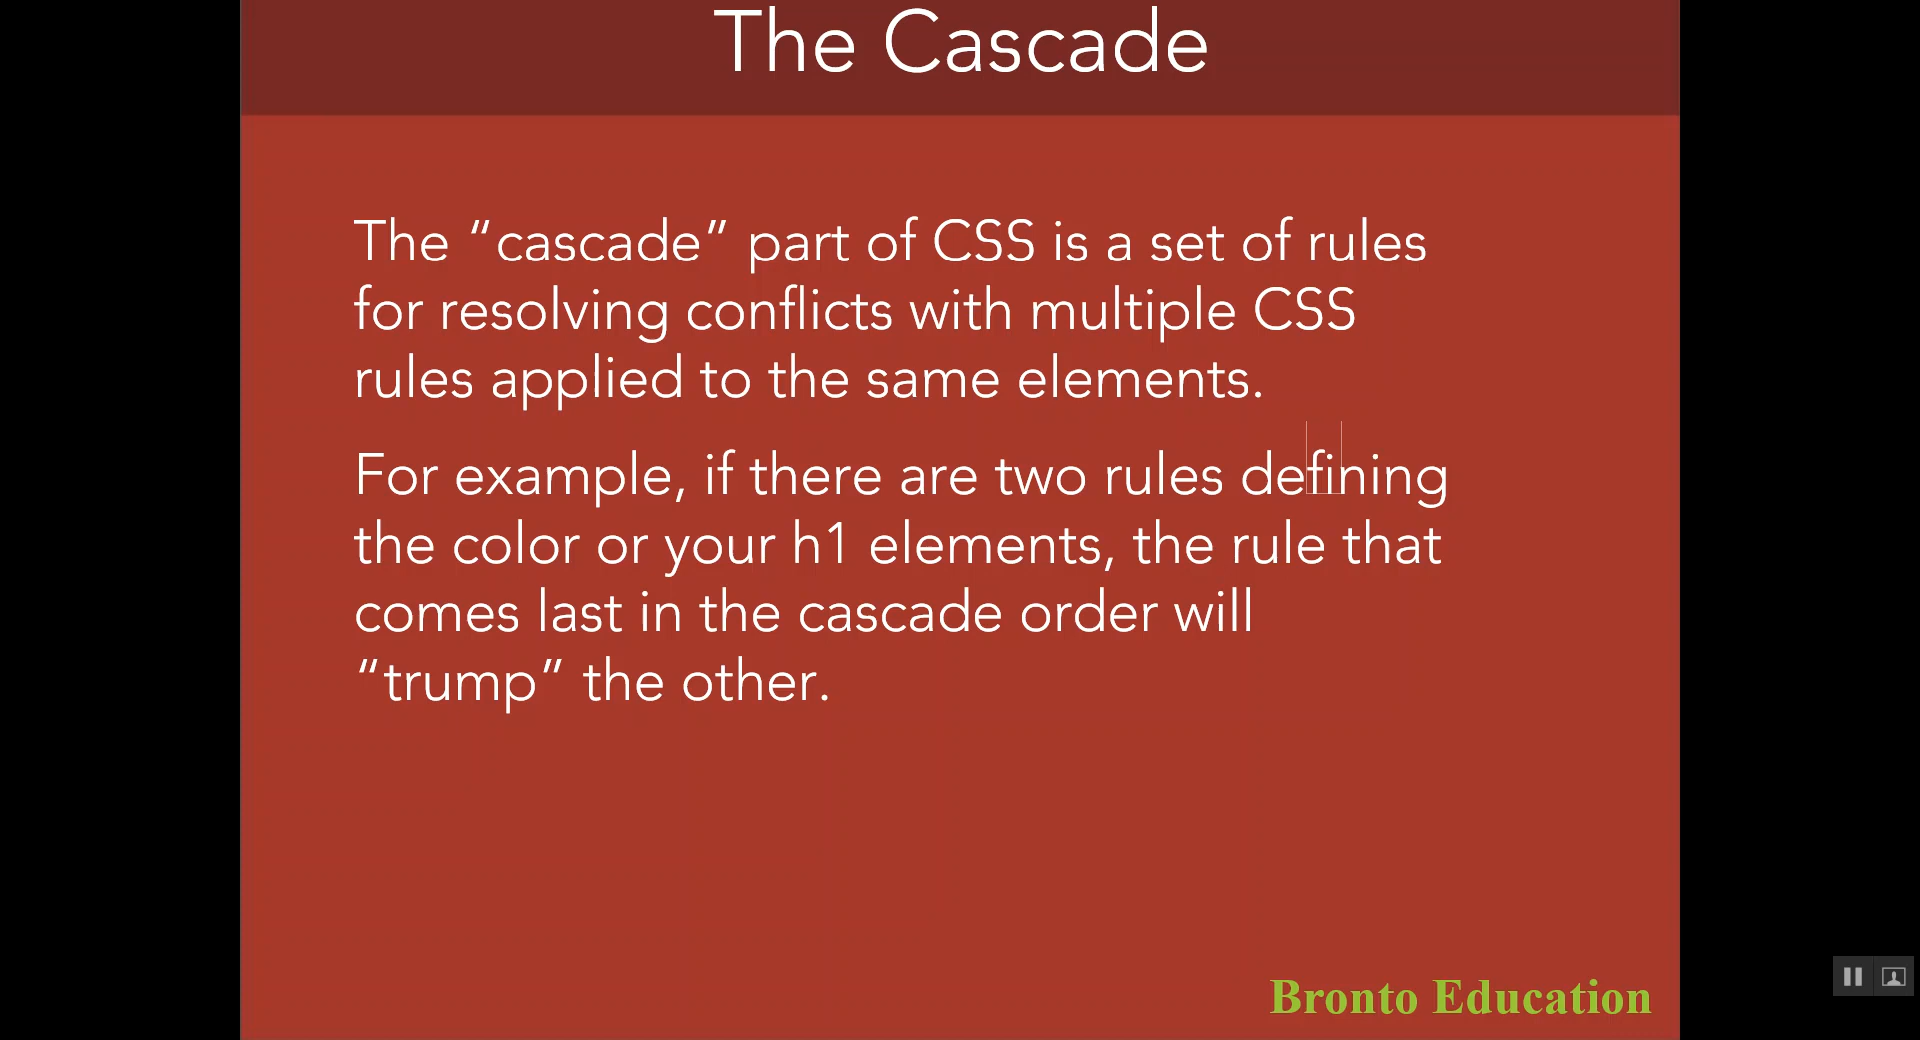 The Cascade
The “cascade” part of CSS is a set of rules
for resolving conflicts with multiple CSS
rules applied to the same elements.
For example, if there are two rules defining
the color or your h1 elements, the rule that
comes last in the cascade order will
“trump” the other.
Bronto Education